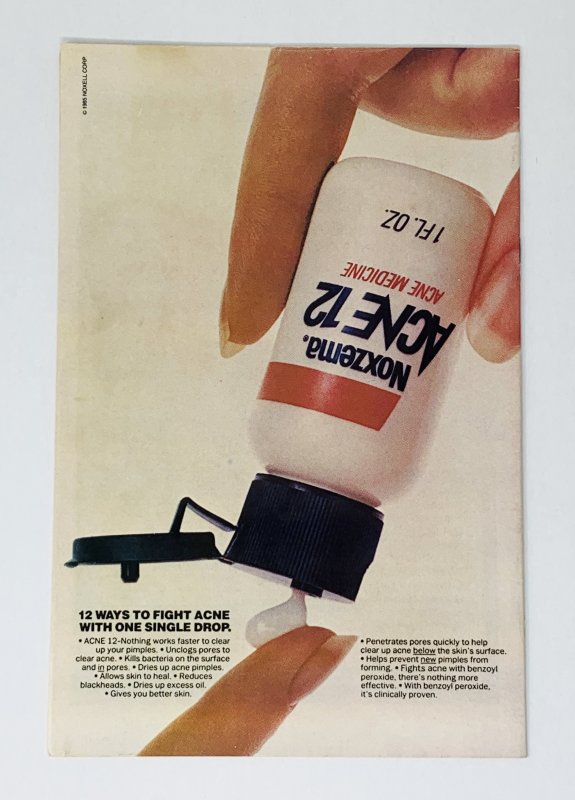 © 1985 NOXELL CORP
1 FL. OZ.
ACNE MEDICINE
ACNE 12
Noxzema.
12 WAYS TO FIGHT ACNE
WITH ONE SINGLE DROP.
• ACNE 12-Nothing works faster to clear
up your pimples. • Unclogs pores to
clear acne. • Kills bacteria on the surface
and in pores. • Dries up acne pimples.
• Allows skin to heal. • Reduces
blackheads. • Dries up excess oil.
• Gives you better skin.
• Penetrates pores quickly to help
clear up acne below the skin's surface.
• Helps prevent new pimples from
forming. • Fights acne with benzoyl
peroxide, there's nothing more
effective. • With benzoyl peroxide,
it's clinically proven.